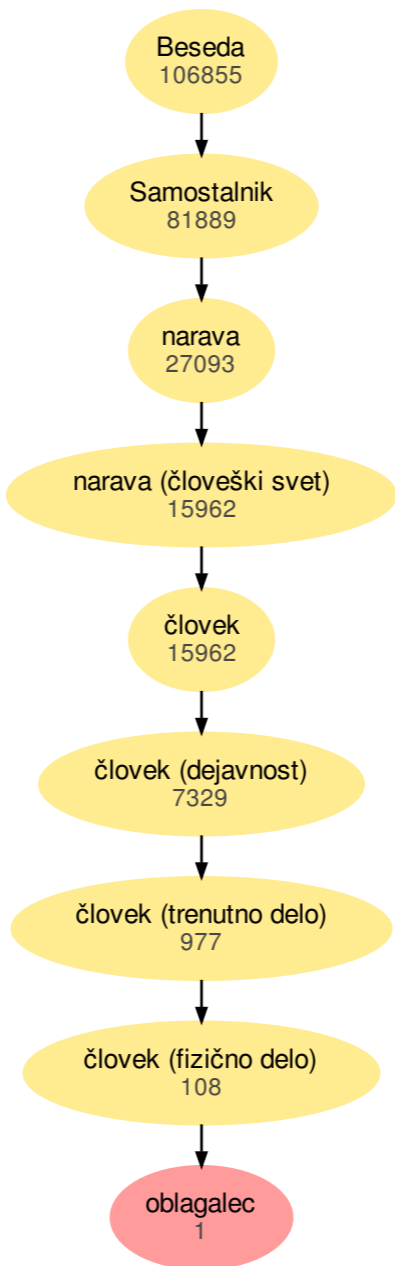 Beseda
106855
Samostalnik
81889
narava
27093
narava (človeški svet)
15962
človek
15962
človek (dejavnost)
7329
človek (trenutno delo)
977
človek (fizično delo)
108
oblagalec
1